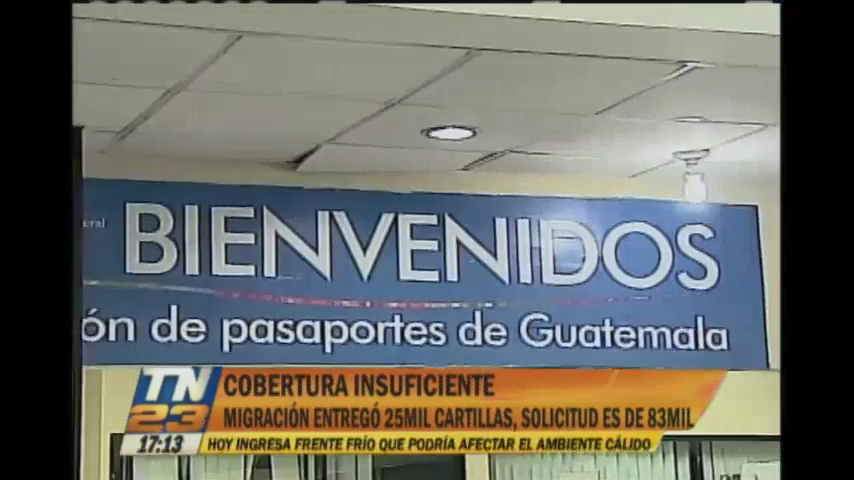 eral
BIENVENIDOS
ón de pasaportes de Guatemala
TN
23
COBERTURA INSUFICIENTE
MIGRACIÓN ENTREGÓ 25MIL CARTILLAS, SOLICITUD ES DE 83MIL
17:13
HOY INGRESA FRENTE FRÍO QUE PODRÍA AFECTAR EL AMBIENTE CÁLIDO